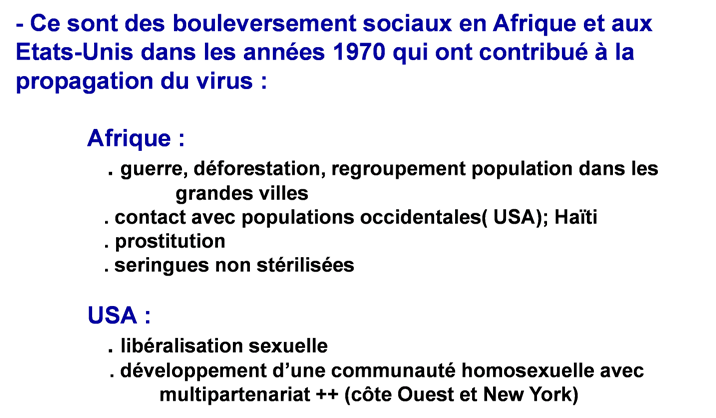 - Ce sont des bouleversement sociaux en Afrique et aux
Etats-Unis dans les années 1970 qui ont contribué à la
propagation du virus :
Afrique :
. guerre, déforestation, regroupement population dans les
grandes villes
. contact avec populations occidentales( USA); Haïti
. prostitution
. seringues non stérilisées
USA :
. libéralisation sexuelle
. développement d’une communauté homosexuelle avec
multipartenariat ++ (côte Ouest et New York)